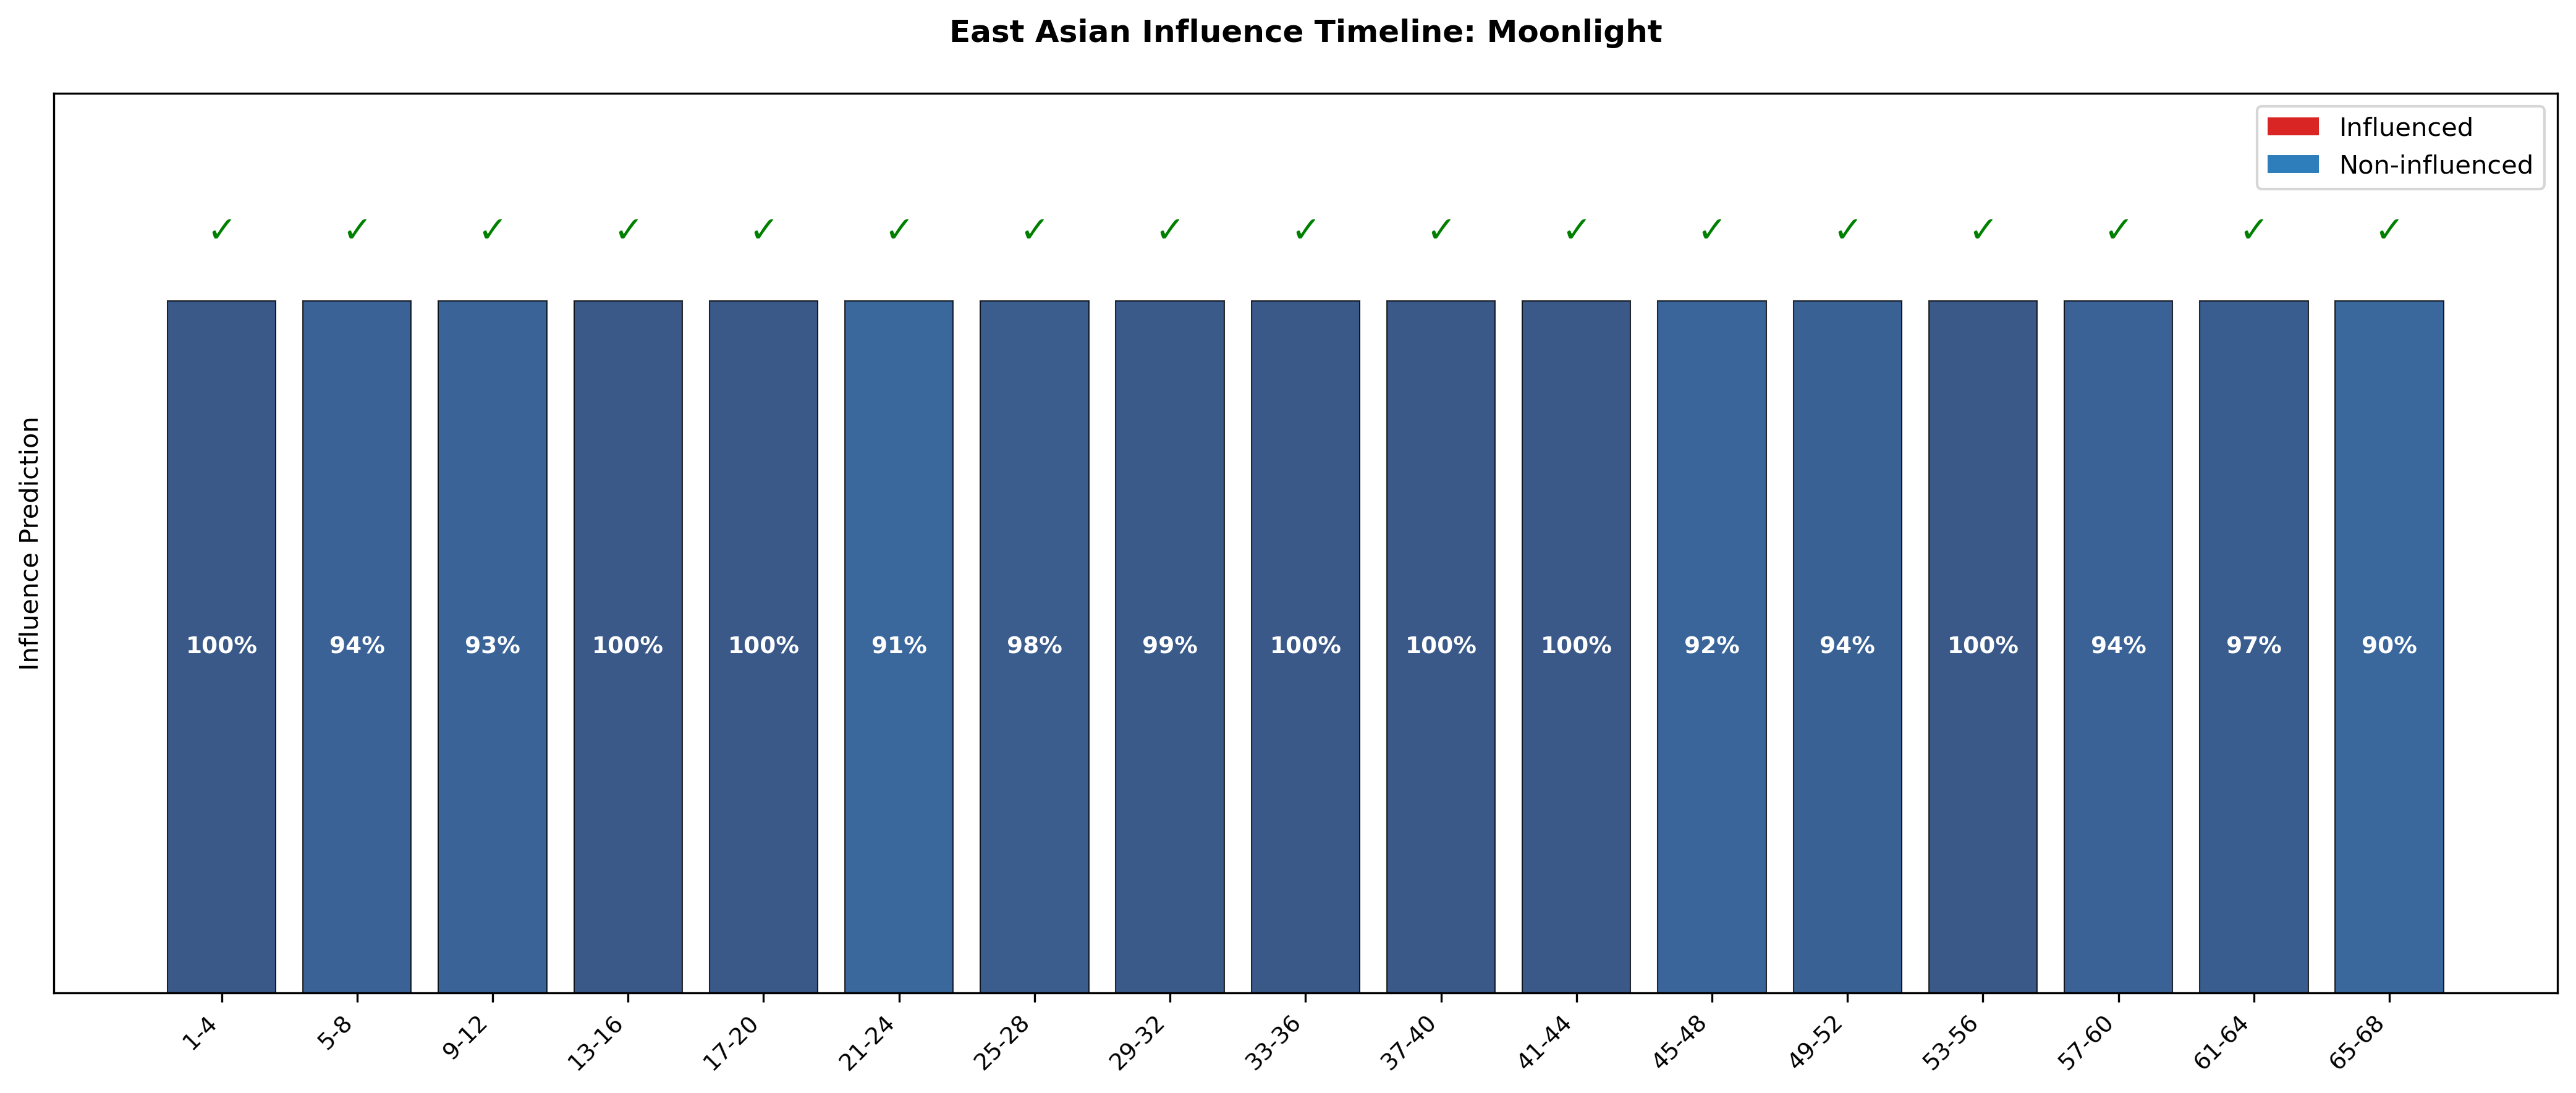 East Asian Influence Timeline: Moonlight
Influenced
Non-influenced
✓ ✓ ✓ ✓ ✓ ✓ ✓ ✓ ✓ ✓ ✓ ✓ ✓ ✓ ✓ ✓ ✓
Influence Prediction
100% 94% 93% 100% 100% 91% 98% 99% 100% 100% 100% 92% 94% 100% 94% 97% 90%
1-4 5-8 9-12 13-16 17-20 21-24 25-28 29-32 33-36 37-40 41-44 45-48 49-52 53-56 57-60 61-64 65-68